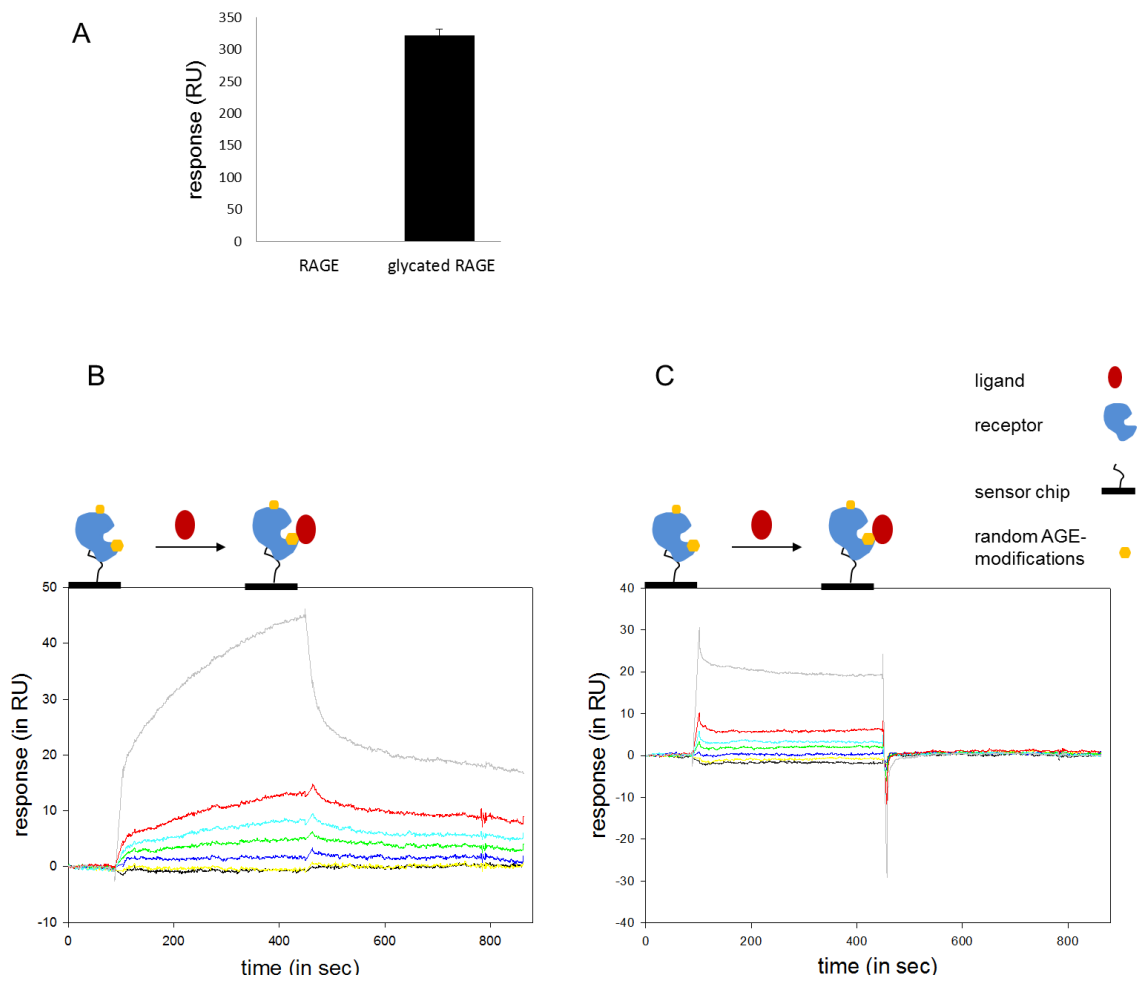 A
350
300
250
200
150
100
50
0
response (RU)
RAGE
glycated RAGE
B
50
40
30
20
10
0
-10
response (in RU)
0
200
400
600
800
time (in sec)
C
ligand
receptor
sensor chip
random AGE-
modifications
40
30
20
10
0
-10
-20
-30
-40
response (in RU)
0
200
400
600
800
time (in sec)